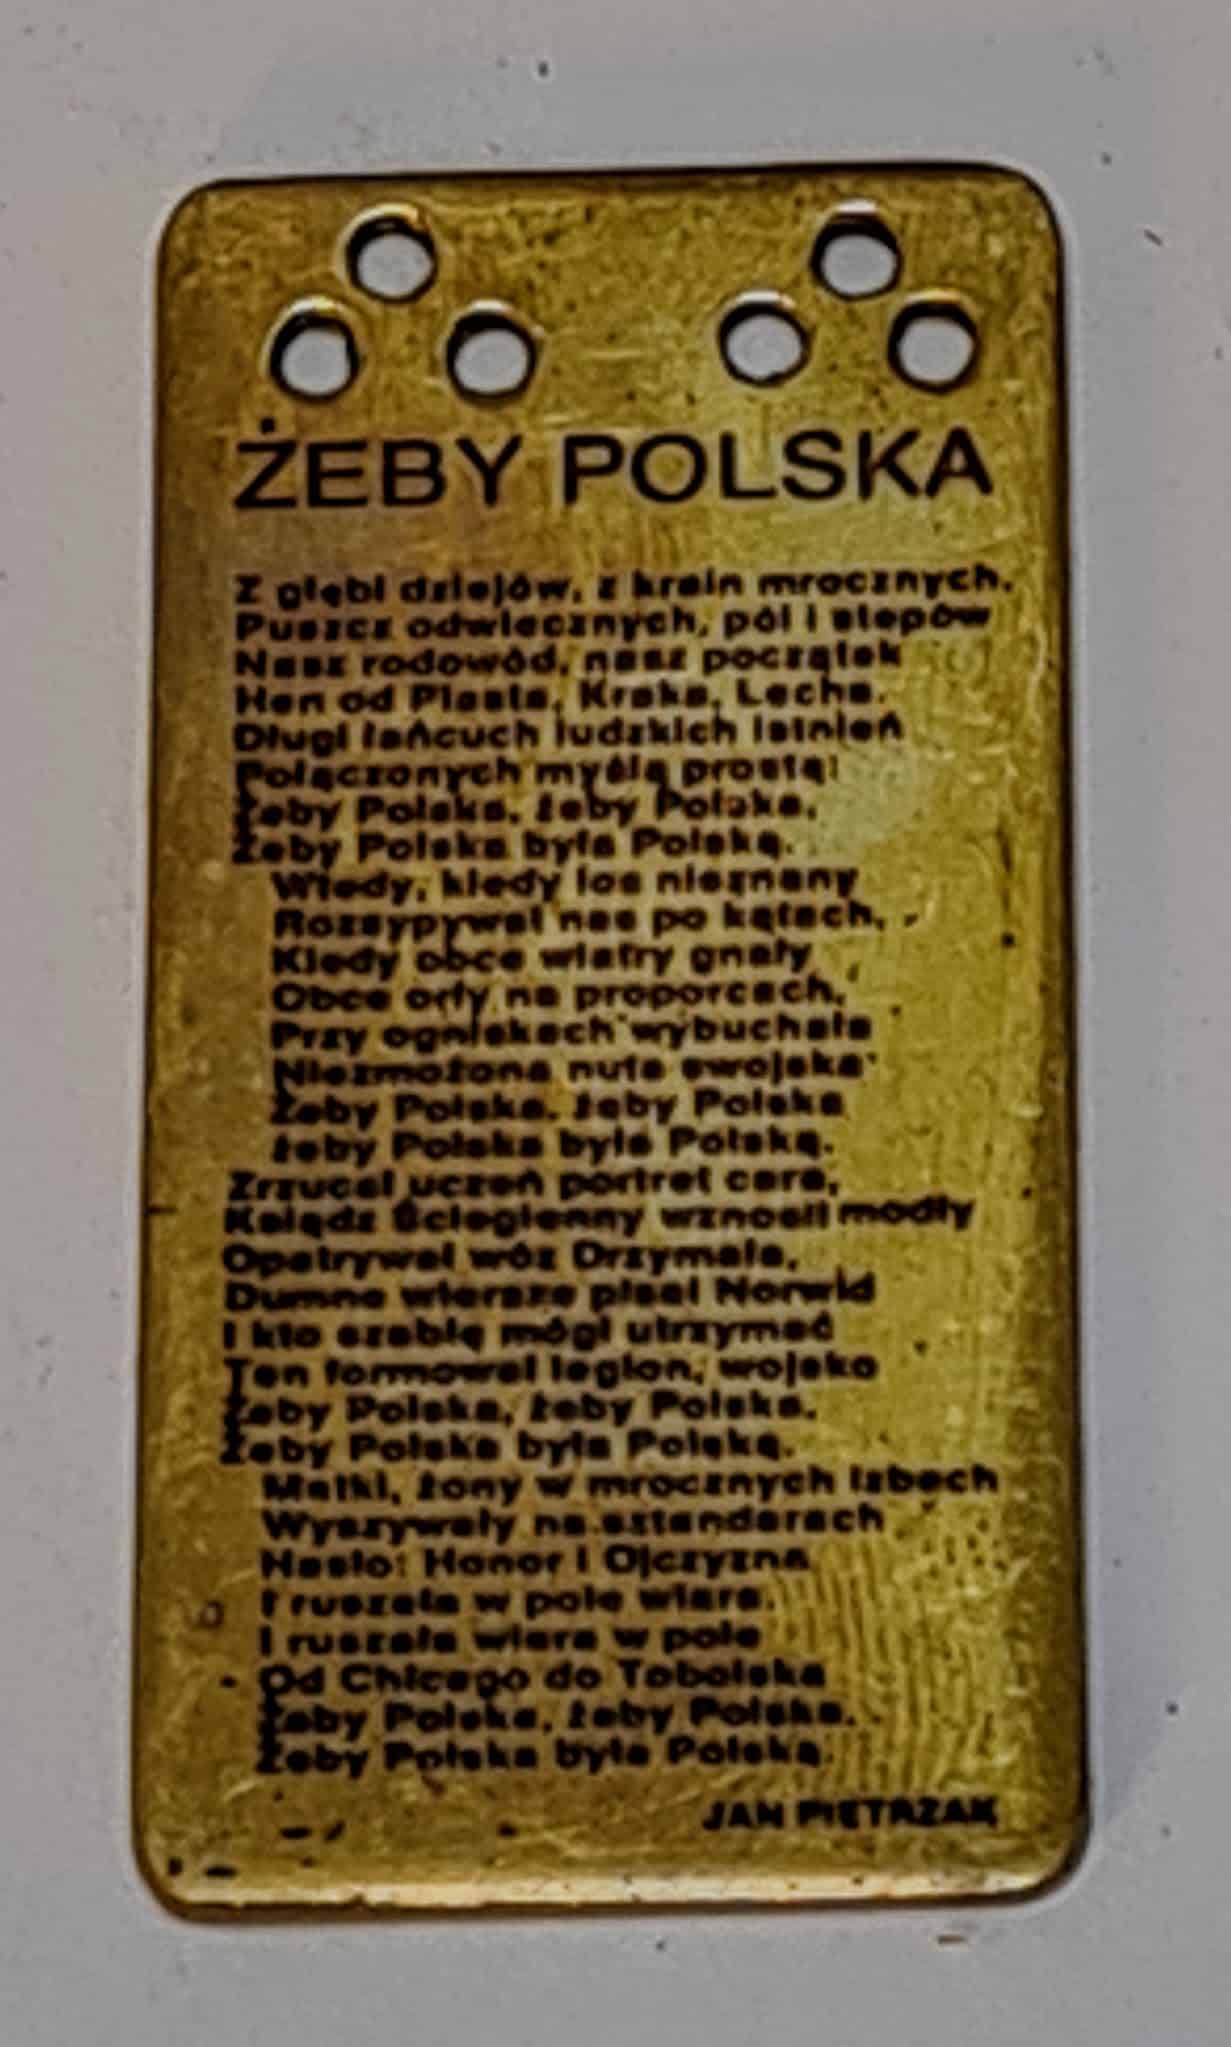 ŻEBY POLSKA
Z głębi dziejów, z krain mrocznych.
Puszcz odwiecznych, pól i stepów
Nasz rodowód, nasz początek
Hen od Piasta, Kraka, Lecha.
Długi łańcuch ludzkich istnień
Połączonych myślą prostą:
Żeby Polska, żeby Polska,
Żeby Polska była Polską.
Wtedy, kiedy los nieznany
Rozsypywał nas po kątach,
Kiedy obce wiatry gnały
Obce orły na proporcach,
Przy ogniskach wybuchała
Niezmożona nuta swojska
Żeby Polska, żeby Polska
żeby Polska była Polską.
Zrzucał uczeń portret cara,
Ksiądz Ściegienny wznosił modły
Opatrywał wóz Drzymała,
Dumne wiersze pisał Norwid
I kto szablę mógł utrzymać
Ten formował legion, wojsko
Żeby Polska, żeby Polska.
Żeby Polska była Polską.
Matki, żony w mrocznych izbach
Wyszywały na sztandarach
Hasło: Honor i Ojczyzna
I ruszała w pole wiara.
I ruszała wiara w pole
Od Chicago do Tobolska
Żeby Polska, żeby Polska.
Żeby Polska była Polską.
JAN PIETRZAK